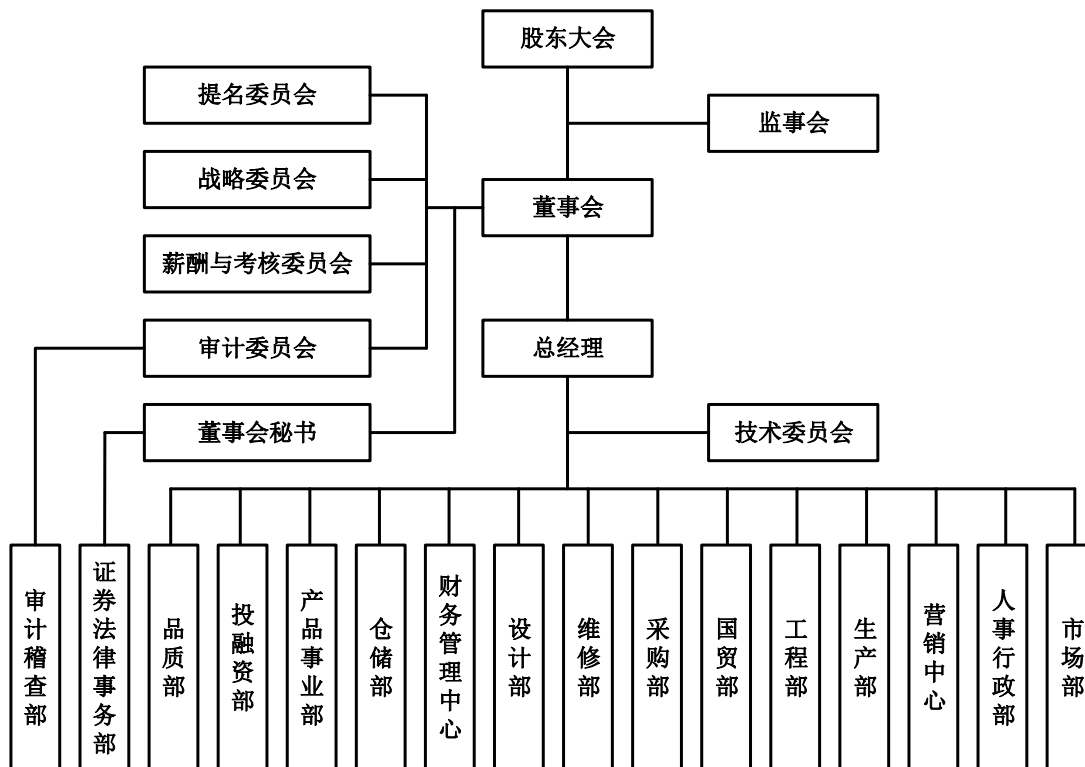 股东大会
提名委员会
监事会
战略委员会
董事会
薪酬与考核委员会
审计委员会
总经理
董事会秘书
技术委员会
审计稽查部
证券法律事务部
品质部
投融资部
产品事业部
仓储部
财务管理中心
设计部
维修部
采购部
国贸部
工程部
生产部
营销中心
人事行政部
市场部